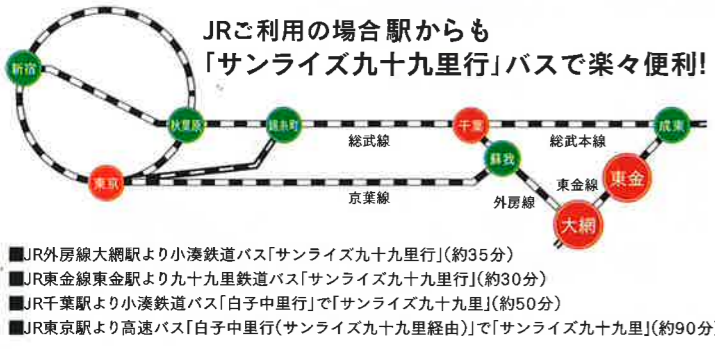 JRご利用の場合駅からも
「サンライズ九十九里行」バスで楽々便利!
新宿
秋葉原
錦糸町
千葉
成東
総武線
総武本線
蘇我
東京
京葉線
外房線
東金線
東金
大網
■JR外房線大網駅より小湊鉄道バス「サンライズ九十九里行」(約35分)
■JR東金線東金駅より九十九里鉄道バス「サンライズ九十九里行」(約30分)
■JR千葉駅より小湊鉄道バス「白子中里行」で「サンライズ九十九里」(約50分)
■JR東京駅より高速バス「白子中里行(サンライズ九十九里経由)」で「サンライズ九十九里」(約90分)